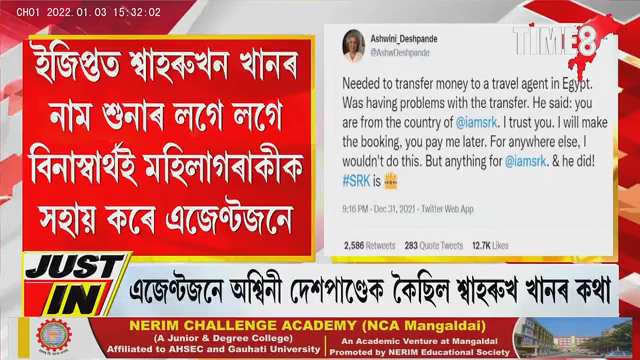 CH01 2022.01.03 15:32:02
ইজিপ্তত শ্বাহৰুখন খানৰ
নাম শুনাৰ লগে লগে
বিনাস্বাৰ্থই মহিলাগৰাকীক
সহায় কৰে এজেণ্টজনে
Ashwini_Deshpande
@AshwDeshpande
Needed to transfer money to a travel agent in Egypt.
Was having problems with the transfer. He said: you
are from the country of @iamsrk. I trust you. I will make
the booking, you pay me later. For anywhere else, I
wouldn't do this. But anything for @iamsrk. & he did!
#SRK is
9:16 PM - Dec 31, 2021 - Twitter Web App
2,586 Retweets 283 Quote Tweets 12.7K Likes
TIME8
JUST
IN
এজেণ্টজনে অশ্বিনী দেশপাণ্ডেক কৈছিল শ্বাহৰুখ খানৰ কথা
NERIM CHALLENGE ACADEMY (NCA Mangaldai)
(A Junior & Degree College)
Affiliated to AHSEC and Gauhati University
An Academic Venture at Mangaldai
Promoted by NERIM Educational Society